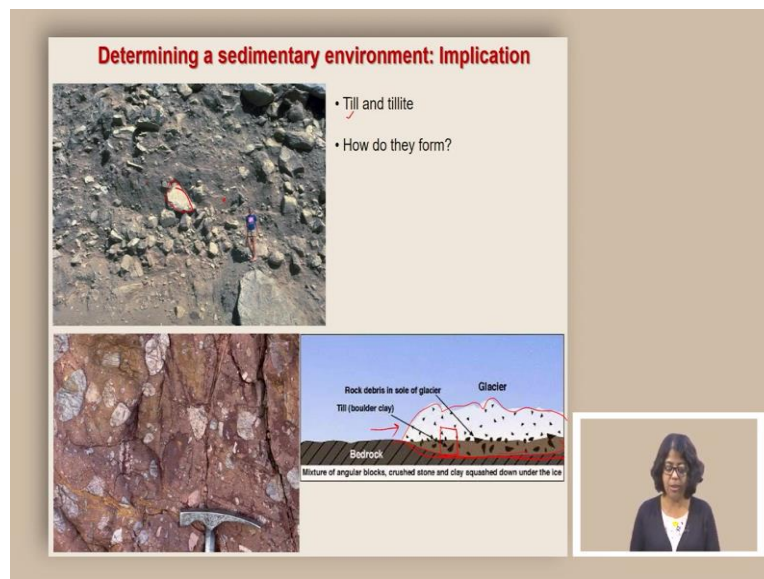 Determining a sedimentary environment: Implication
• Till and tillite
• How do they form?
Rock debris in sole of glacier
Glacier
Till (boulder clay)
Bedrock
Mixture of angular blocks, crushed stone and clay squashed down under the ice